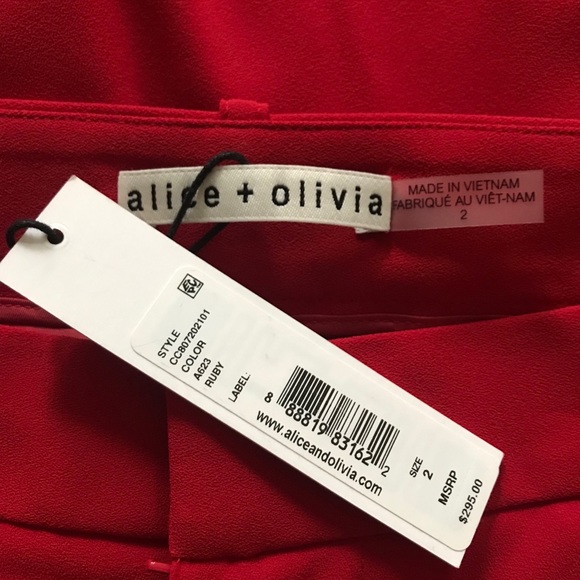 alice + olivia
MADE IN VIETNAM
FABRIQUÉ AU VIÊT-NAM
2
STYLE
CC807202101
COLOR
A623
RUBY
LABEL:
8 88819 83162 2
www.aliceandolivia.com
SIZE
2
MSRP
$295.00